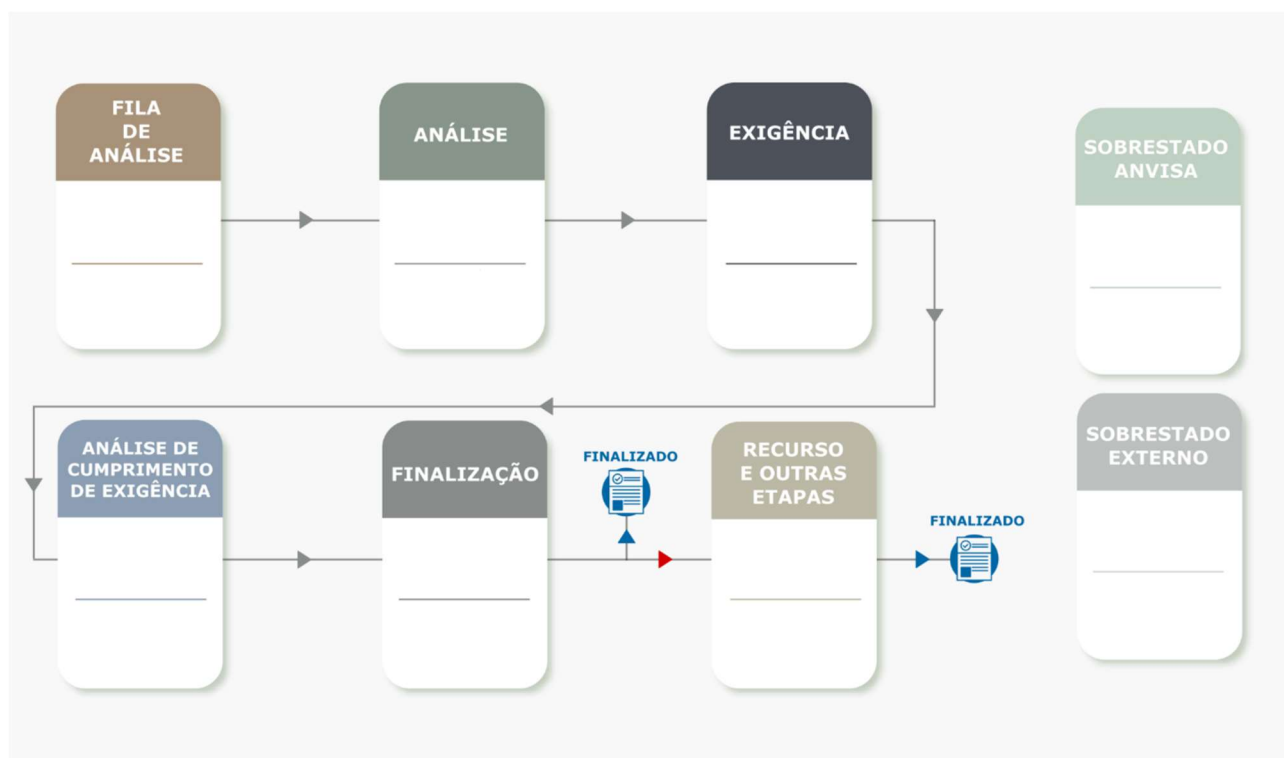 FILA
DE
ANÁLISE
ANÁLISE
EXIGÊNCIA
SOBRESTADO
ANVISA
ANÁLISE DE
CUMPRIMENTO
DE EXIGÊNCIA
FINALIZAÇÃO
FINALIZADO
RECURSO
E OUTRAS
ETAPAS
FINALIZADO
SOBRESTADO
EXTERNO